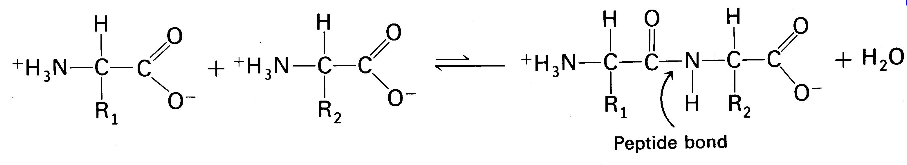 H O H O H O H O
⁺H₃N—C—C + ⁺H₃N—C—C ⇌ ⁺H₃N—C—C—N—C—C + H₂O
R₁ O⁻ R₂ O⁻ R₁ H R₂ O⁻
Peptide bond